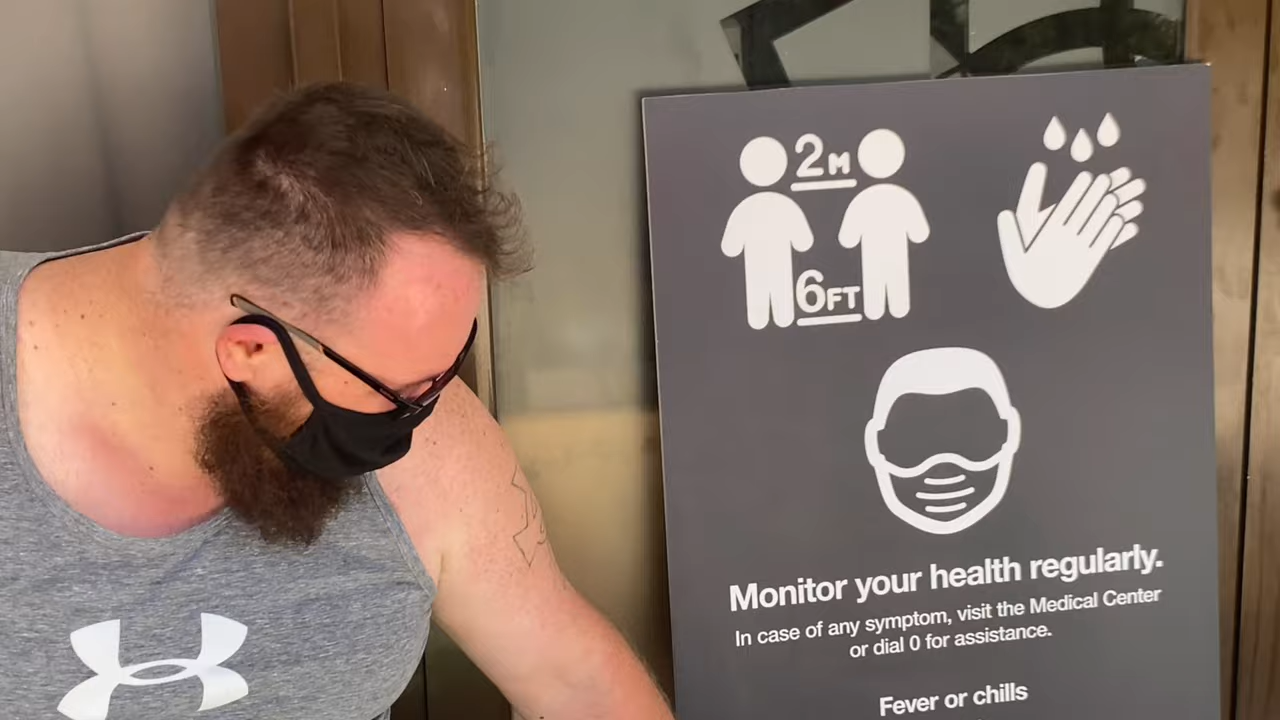 2M
6FT
Monitor your health regularly.
In case of any symptom, visit the Medical Center
or dial 0 for assistance.
Fever or chills